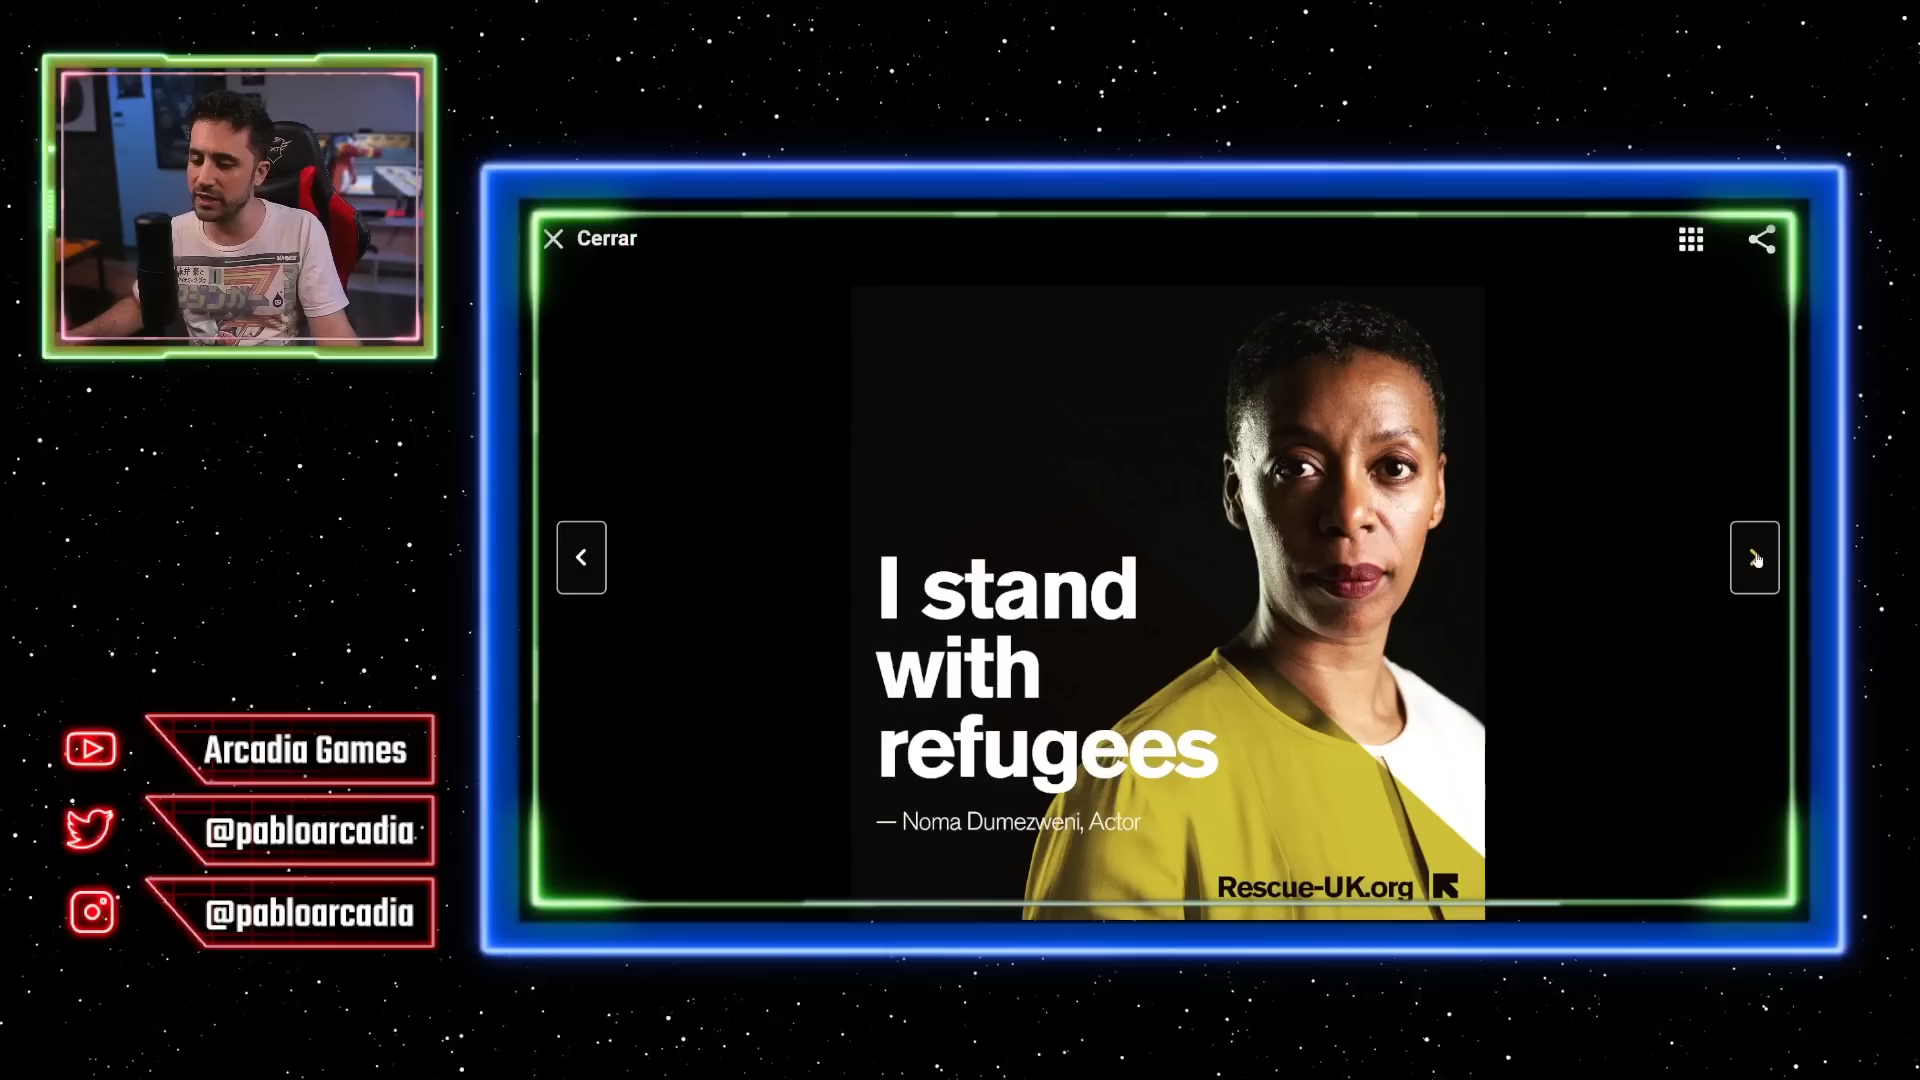 Cerrar
I stand
with
refugees
— Noma Dumezweni, Actor
Rescue-UK.org
Arcadia Games
@pabloarcadia
@pabloarcadia